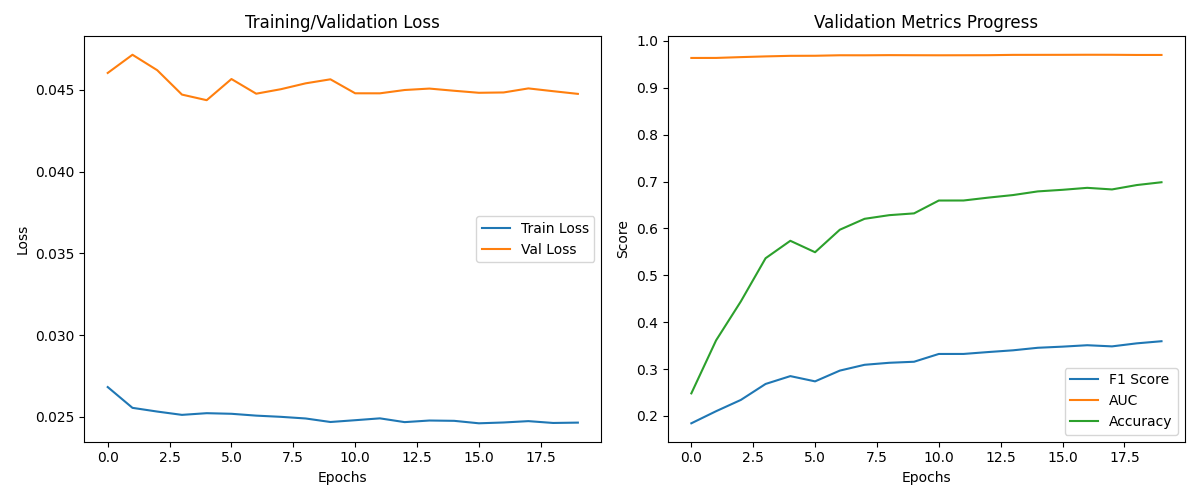 Training/Validation Loss
0.045
0.040
0.035
0.030
0.025
Loss
Train Loss
Val Loss
0.0 2.5 5.0 7.5 10.0 12.5 15.0 17.5
Epochs
Validation Metrics Progress
1.0
0.9
0.8
0.7
0.6
0.5
0.4
0.3
0.2
Score
F1 Score
AUC
Accuracy
0.0 2.5 5.0 7.5 10.0 12.5 15.0 17.5
Epochs